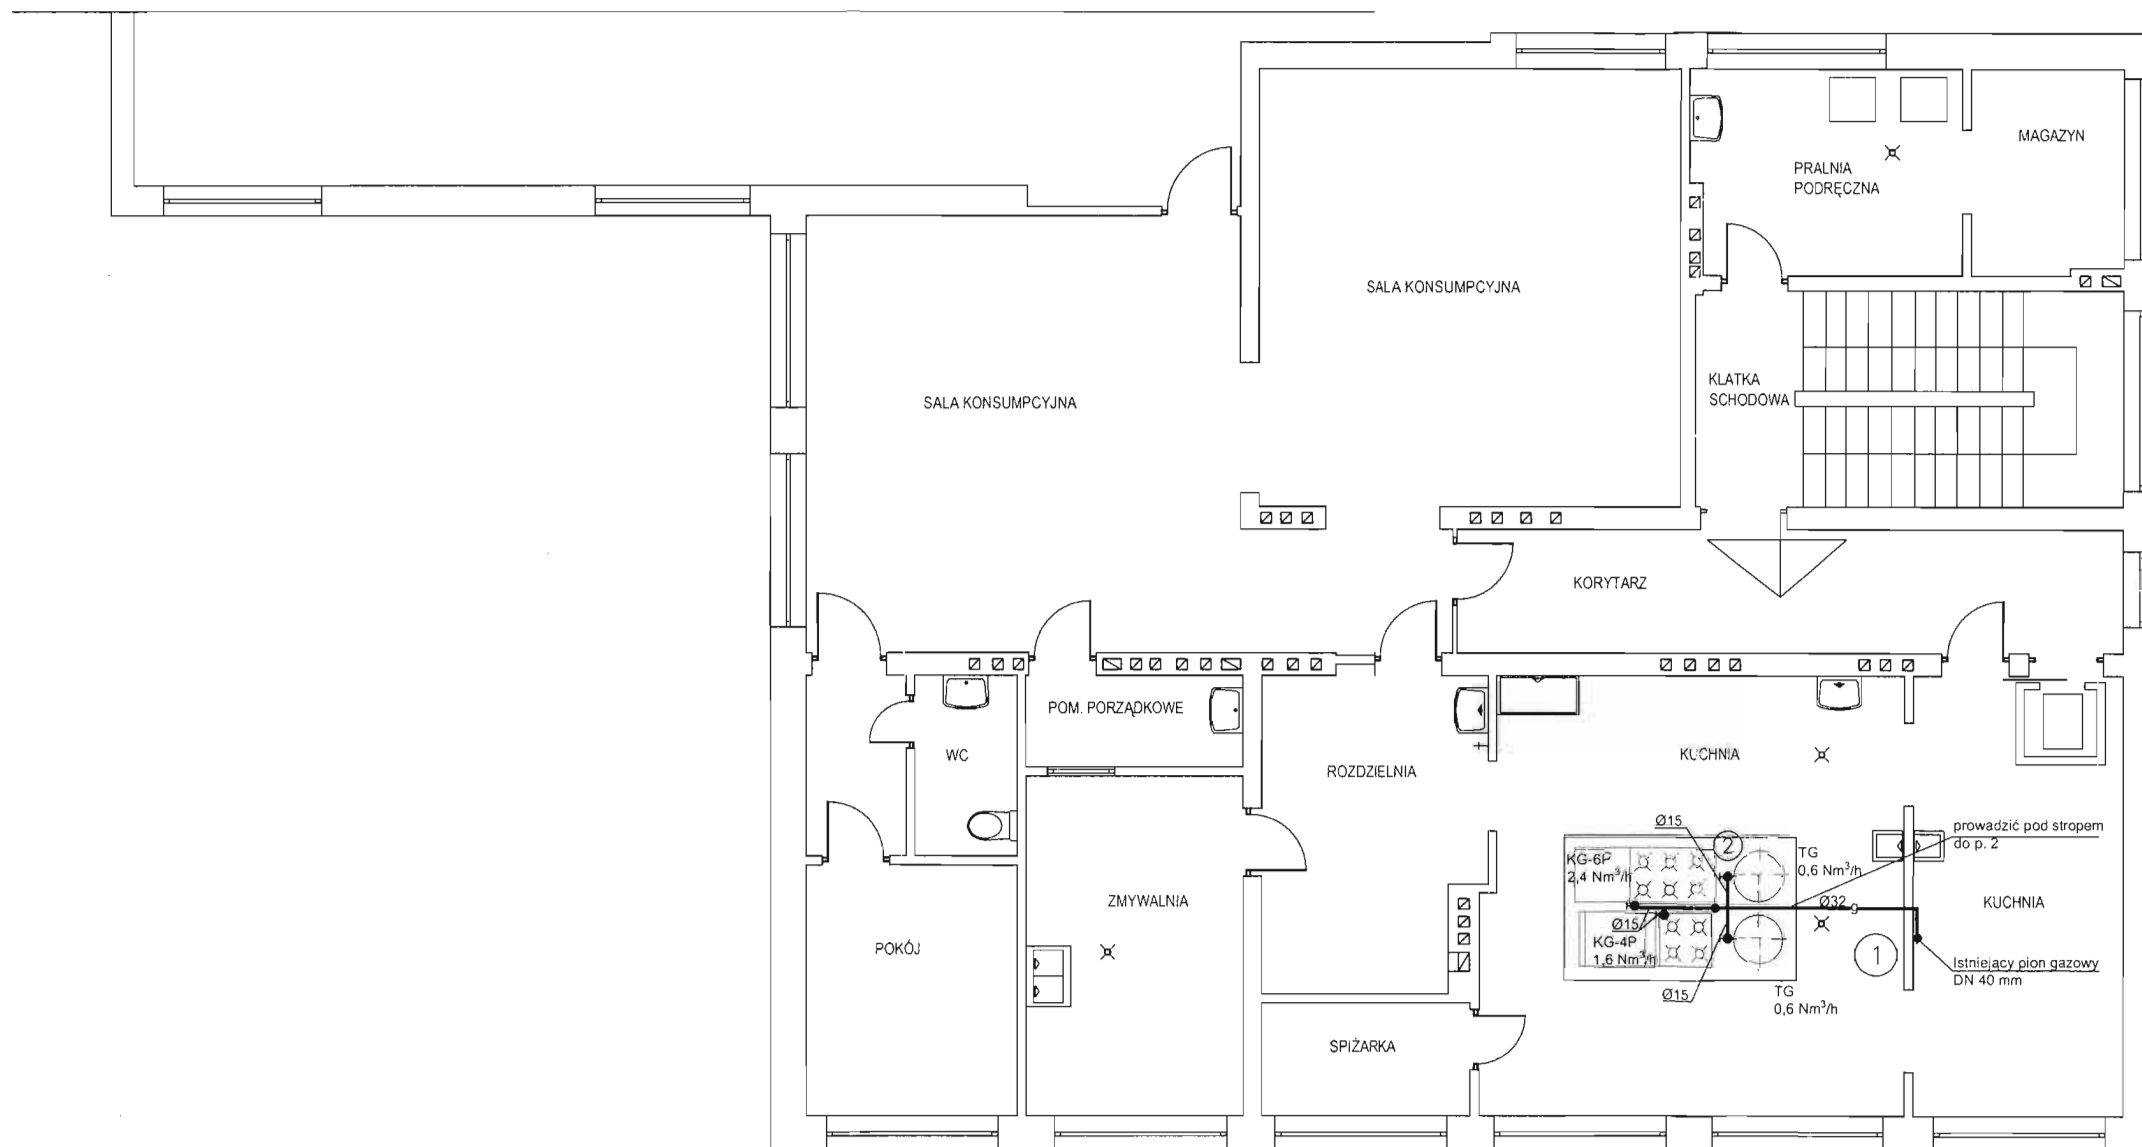 MAGAZYN
PRALNIA
PODRĘCZNA
SALA KONSUMPCYJNA
KLATKA
SCHODOWA
SALA KONSUMPCYJNA
KORYTARZ
POM. PORZĄDKOWE
WC
ROZDZIELNIA
KUCHNIA
prowadzić pod stropem
do p. 2
Ø15
2
KG-6P
2,4 Nm³/h
TG
0,6 Nm³/h
ZMYWALNIA
Ø32
KUCHNIA
Ø15
KG-4P
1,6 Nm³/h
POKÓJ
1
Istniejący pion gazowy
DN 40 mm
Ø15
TG
0,6 Nm³/h
SPIŻARKA